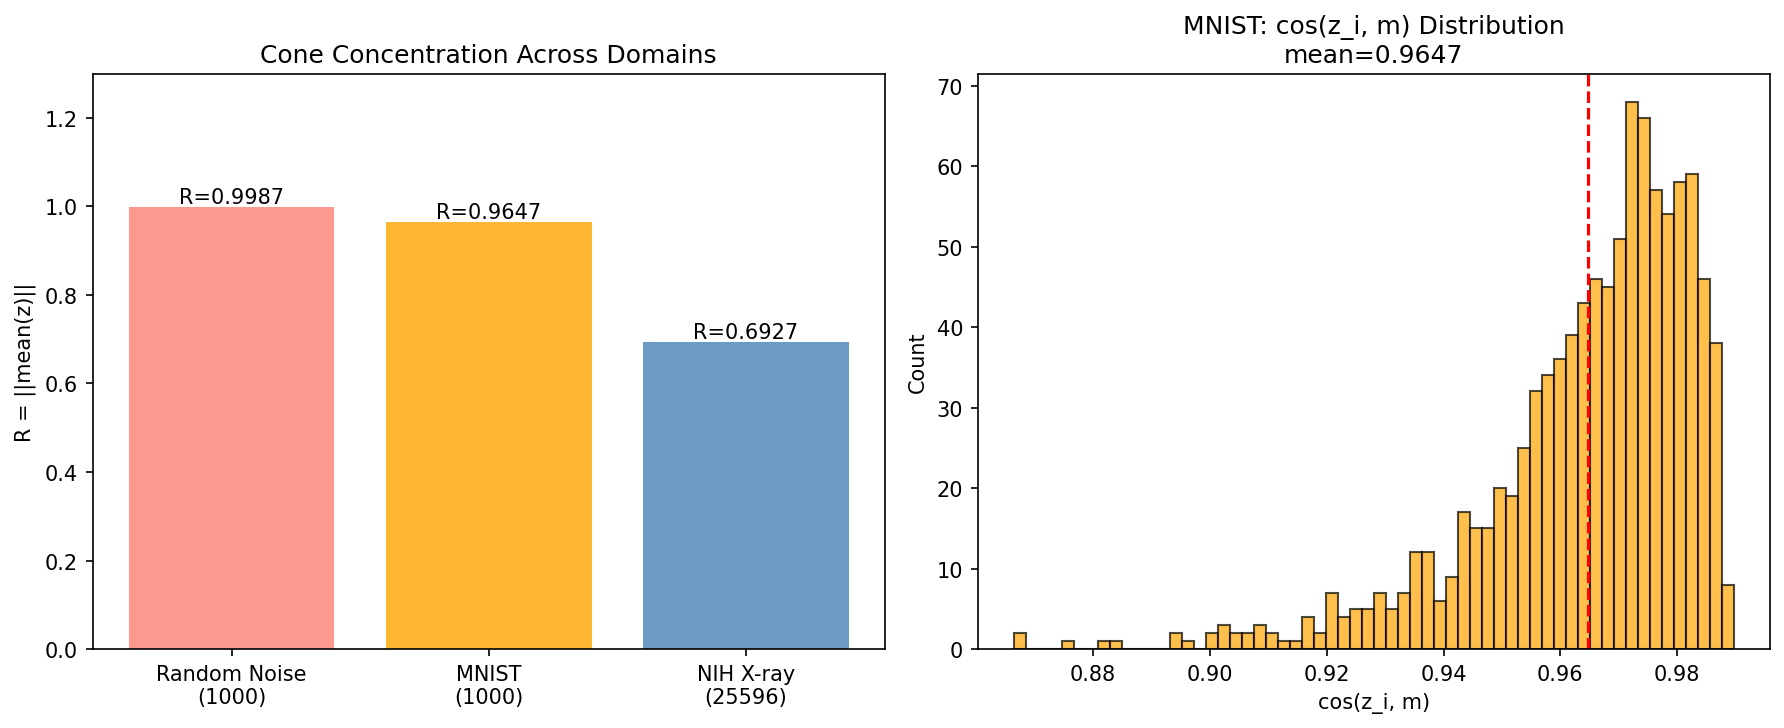 Cone Concentration Across Domains
R = ||mean(z)||
1.2
1.0
0.8
0.6
0.4
0.2
0.0
R=0.9987
R=0.9647
R=0.6927
Random Noise
(1000)
MNIST
(1000)
NIH X-ray
(25596)
MNIST: cos(z_i, m) Distribution
mean=0.9647
Count
70
60
50
40
30
20
10
0
0.88
0.90
0.92
0.94
0.96
0.98
cos(z_i, m)